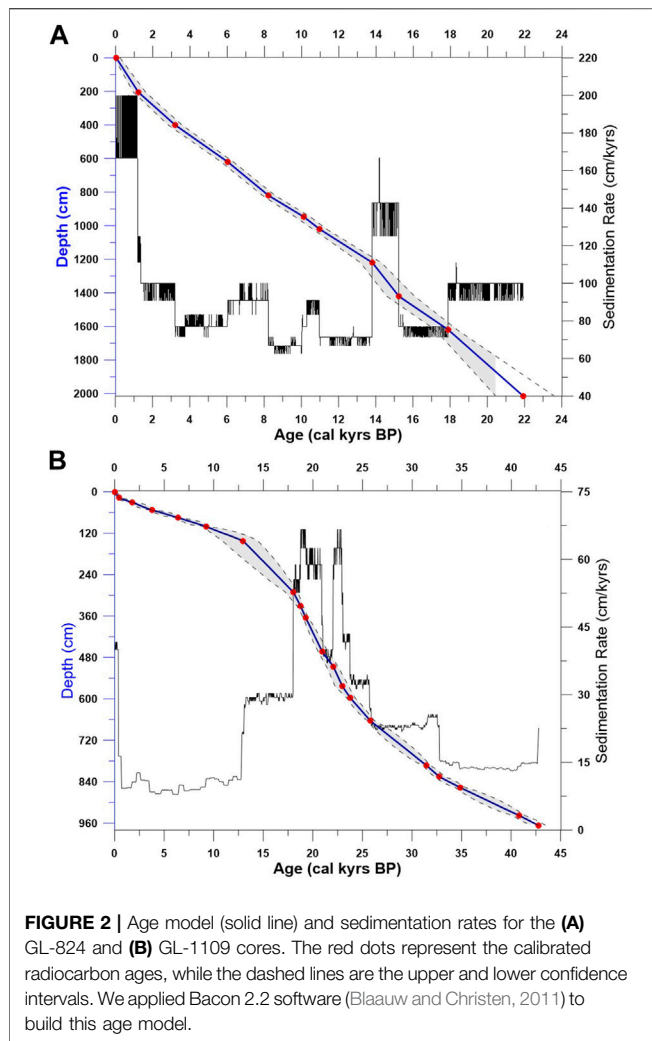 A
0 2 4 6 8 10 12 14 16 18 20 22 24
0 220
200 200
400 180
600 160
800 140
1000 120
1200 100
1400 80
1600 60
1800
2000 40
Depth (cm)
Sedimentation Rate (cm/kyrs)
0 2 4 6 8 10 12 14 16 18 20 22 24
Age (cal kyrs BP)
B
0 5 10 15 20 25 30 35 40 45
0 75
120 60
240
360 45
480
600 30
720
840 15
960 0
Depth (cm)
Sedimentation Rate (cm/kyrs)
0 5 10 15 20 25 30 35 40 45
Age (cal kyrs BP)
FIGURE 2 | Age model (solid line) and sedimentation rates for the (A)
GL-824 and (B) GL-1109 cores. The red dots represent the calibrated
radiocarbon ages, while the dashed lines are the upper and lower confidence
intervals. We applied Bacon 2.2 software (Blaauw and Christen, 2011) to
build this age model.